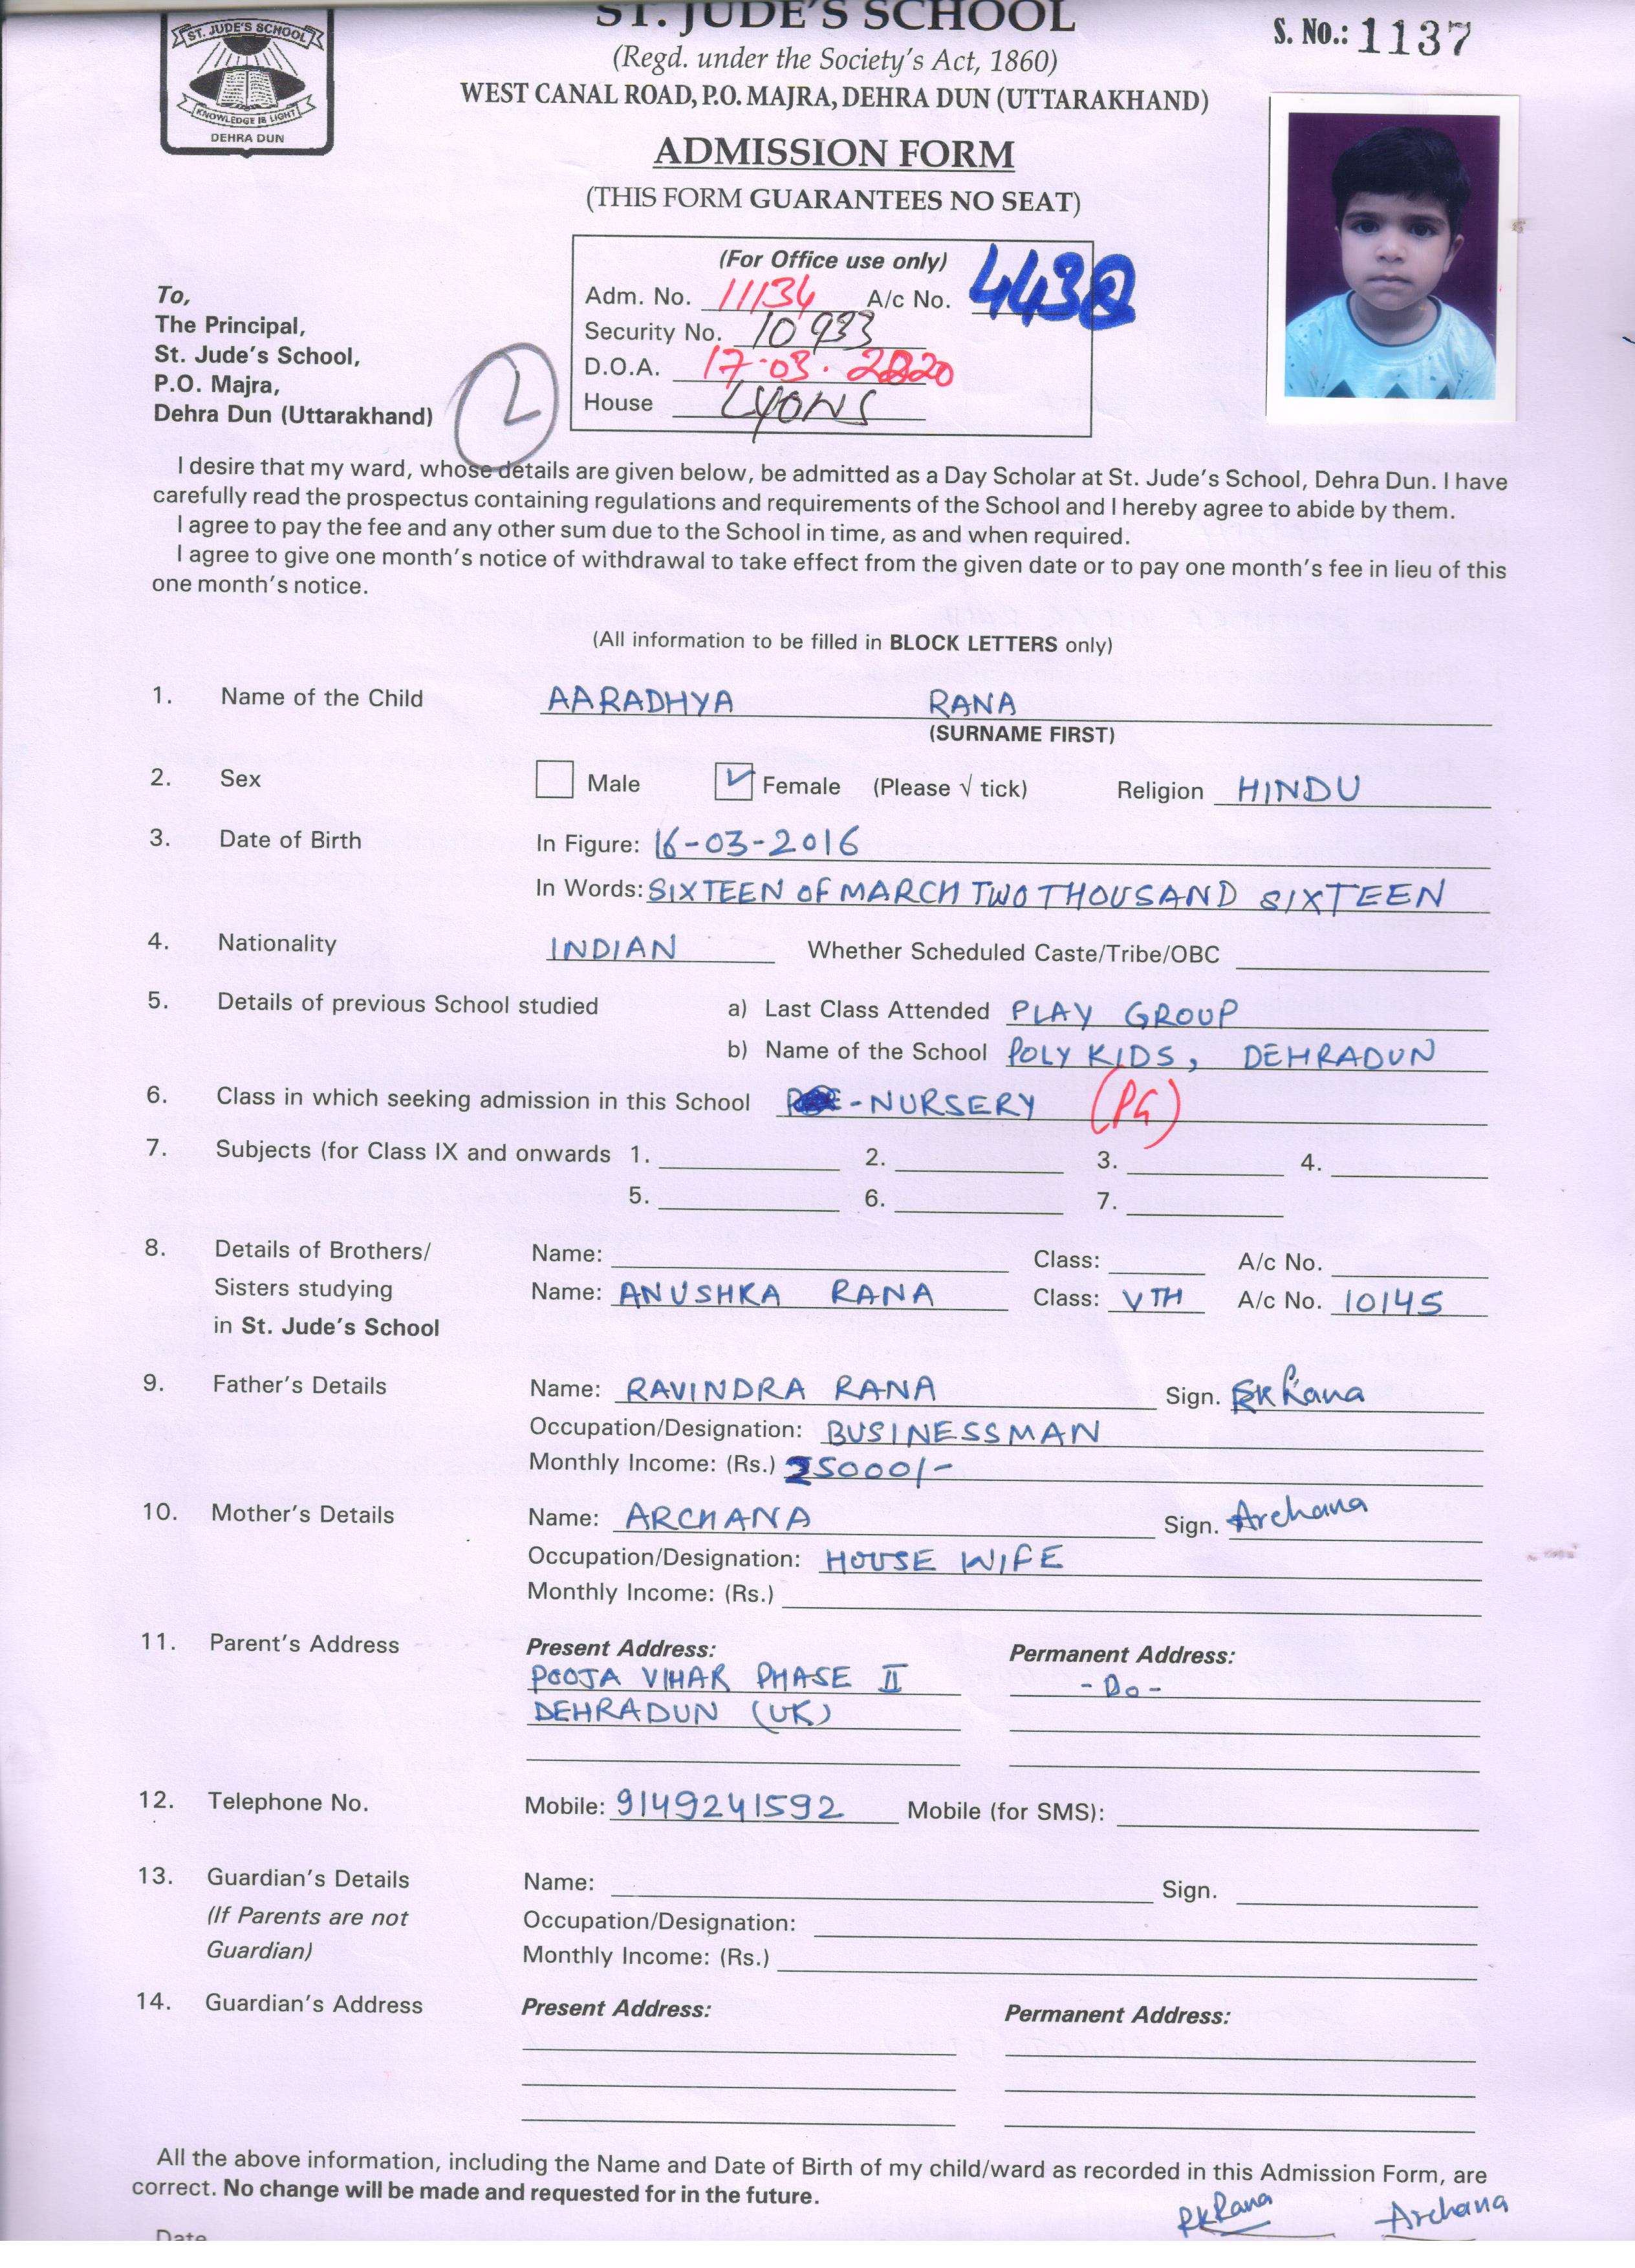 ST. JUDE'S SCHOOL
KNOWLEDGE IS LIGHT
DEHRA DUN
ST. JUDE'S SCHOOL
(Regd. under the Society's Act, 1860)
WEST CANAL ROAD, P.O. MAJRA, DEHRA DUN (UTTARAKHAND)
S. No.: 1137
ADMISSION FORM
(THIS FORM GUARANTEES NO SEAT)
(For Office use only)
Adm. No. 11134 A/c No. 4438
Security No. 10933
D.O.A. 17-03-2020
House LYONS
To,
The Principal,
St. Jude's School,
P.O. Majra,
Dehra Dun (Uttarakhand)
2
I desire that my ward, whose details are given below, be admitted as a Day Scholar at St. Jude's School, Dehra Dun. I have
carefully read the prospectus containing regulations and requirements of the School and I hereby agree to abide by them.
I agree to pay the fee and any other sum due to the School in time, as and when required.
I agree to give one month's notice of withdrawal to take effect from the given date or to pay one month's fee in lieu of this
one month's notice.
(All information to be filled in BLOCK LETTERS only)
1. Name of the Child AARADHYA RANA
(SURNAME FIRST)
2. Sex Male ✓ Female (Please √ tick) Religion HINDU
3. Date of Birth In Figure: 16-03-2016
In Words: SIXTEEN OF MARCH TWO THOUSAND SIXTEEN
4. Nationality INDIAN Whether Scheduled Caste/Tribe/OBC
5. Details of previous School studied a) Last Class Attended PLAY GROUP
b) Name of the School POLY KIDS, DEHRADUN
6. Class in which seeking admission in this School -NURSERY (PG)
7. Subjects (for Class IX and onwards 1. 2. 3. 4.
5. 6. 7.
8. Details of Brothers/ Name: Class: A/c No.
Sisters studying Name: ANUSHKA RANA Class: VTH A/c No. 10145
in St. Jude's School
9. Father's Details Name: RAVINDRA RANA Sign. RK Rana
Occupation/Designation: BUSINESSMAN
Monthly Income: (Rs.) 25000/-
10. Mother's Details Name: ARCHANA Sign. Archana
Occupation/Designation: HOUSE WIFE
Monthly Income: (Rs.)
11. Parent's Address Present Address: Permanent Address:
POOJA VIHAR PHASE II - Do -
DEHRADUN (UK)
12. Telephone No. Mobile: 9149241592 Mobile (for SMS):
13. Guardian's Details Name: Sign.
(If Parents are not Occupation/Designation:
Guardian) Monthly Income: (Rs.)
14. Guardian's Address Present Address: Permanent Address:
All the above information, including the Name and Date of Birth of my child/ward as recorded in this Admission Form, are
correct. No change will be made and requested for in the future.
RK Rana Archana
Date